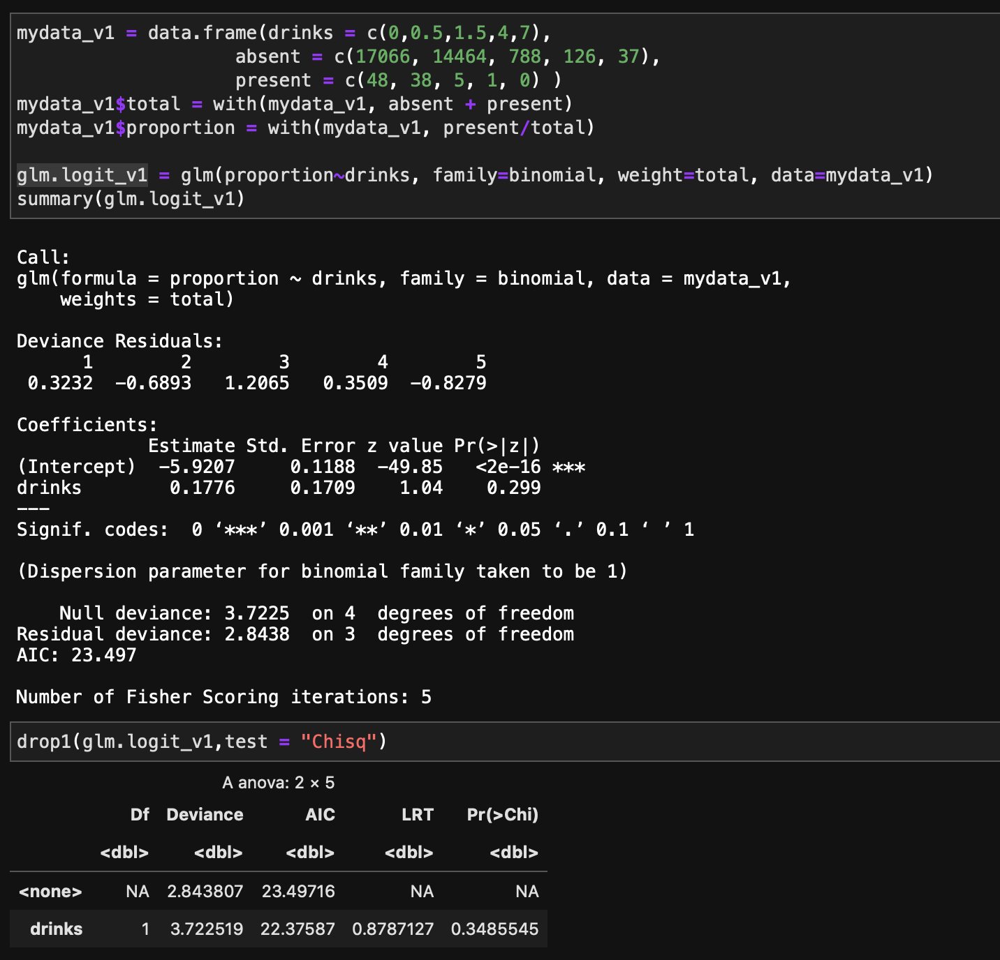 mydata_v1 = data.frame(drinks = c(0,0.5,1.5,4,7),
                    absent = c(17066, 14464, 788, 126, 37),
                    present = c(48, 38, 5, 1, 0) )
mydata_v1$total = with(mydata_v1, absent + present)
mydata_v1$proportion = with(mydata_v1, present/total)
glm.logit_v1 = glm(proportion~drinks, family=binomial, weight=total, data=mydata_v1)
summary(glm.logit_v1)
Call:
glm(formula = proportion ~ drinks, family = binomial, data = mydata_v1,
    weights = total)
Deviance Residuals:
      1        2        3        4        5
 0.3232  −0.6893   1.2065   0.3509  −0.8279
Coefficients:
            Estimate Std. Error z value Pr(>|z|)
(Intercept)  −5.9207     0.1188  −49.85   <2e−16 ***
drinks        0.1776     0.1709    1.04    0.299
---
Signif. codes:  0 ‘***’ 0.001 ‘**’ 0.01 ‘*’ 0.05 ‘.’ 0.1 ‘ ’ 1
(Dispersion parameter for binomial family taken to be 1)
    Null deviance: 3.7225  on 4  degrees of freedom
Residual deviance: 2.8438  on 3  degrees of freedom
AIC: 23.497
Number of Fisher Scoring iterations: 5
drop1(glm.logit_v1,test = "Chisq")
A anova: 2 × 5
Df Deviance AIC LRT Pr(>Chi)
<dbl> <dbl> <dbl> <dbl> <dbl>
<none> NA 2.843807 23.49716 NA NA
drinks 1 3.722519 22.37587 0.8787127 0.3485545